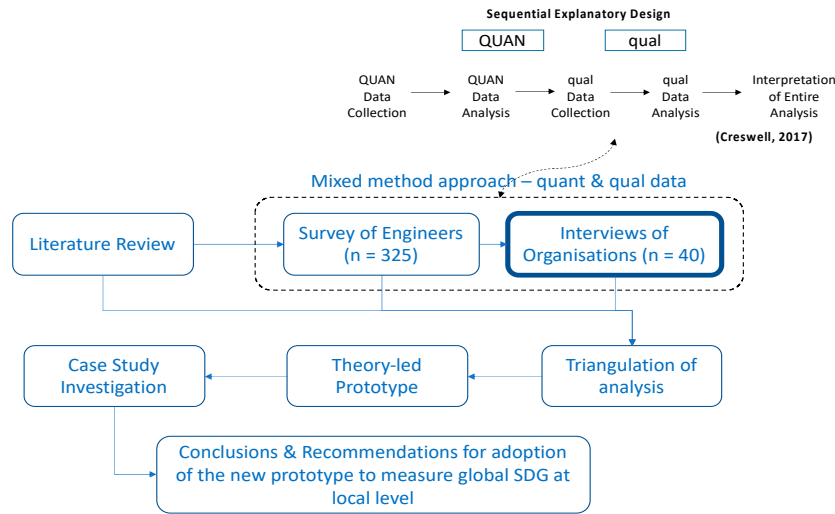 Sequential Explanatory Design
QUAN
qual
QUAN
Data
Collection
QUAN
Data
Analysis
qual
Data
Collection
qual
Data
Analysis
Interpretation
of Entire
Analysis
(Creswell, 2017)
Mixed method approach – quant & qual data
Literature Review
Survey of Engineers
(n = 325)
Interviews of
Organisations (n = 40)
Case Study
Investigation
Theory-led
Prototype
Triangulation of
analysis
Conclusions & Recommendations for adoption
of the new prototype to measure global SDG at
local level